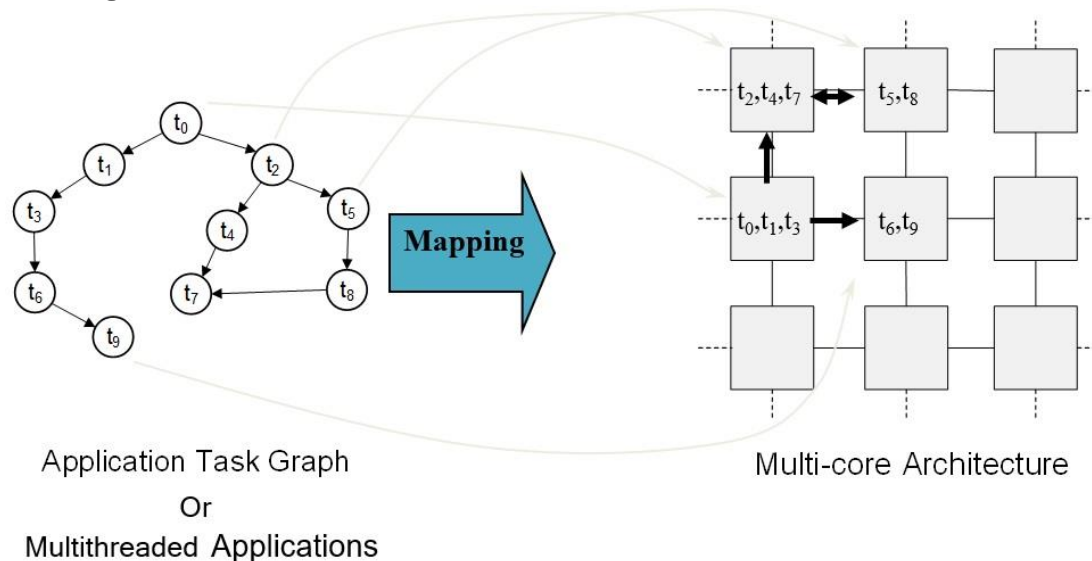 t0
t1
t2
t3
t5
t4
t6
t7
t8
t9
Mapping
t2,t4,t7
t5,t8
t0,t1,t3
t6,t9
Application Task Graph
Or
Multithreaded Applications
Multi-core Architecture